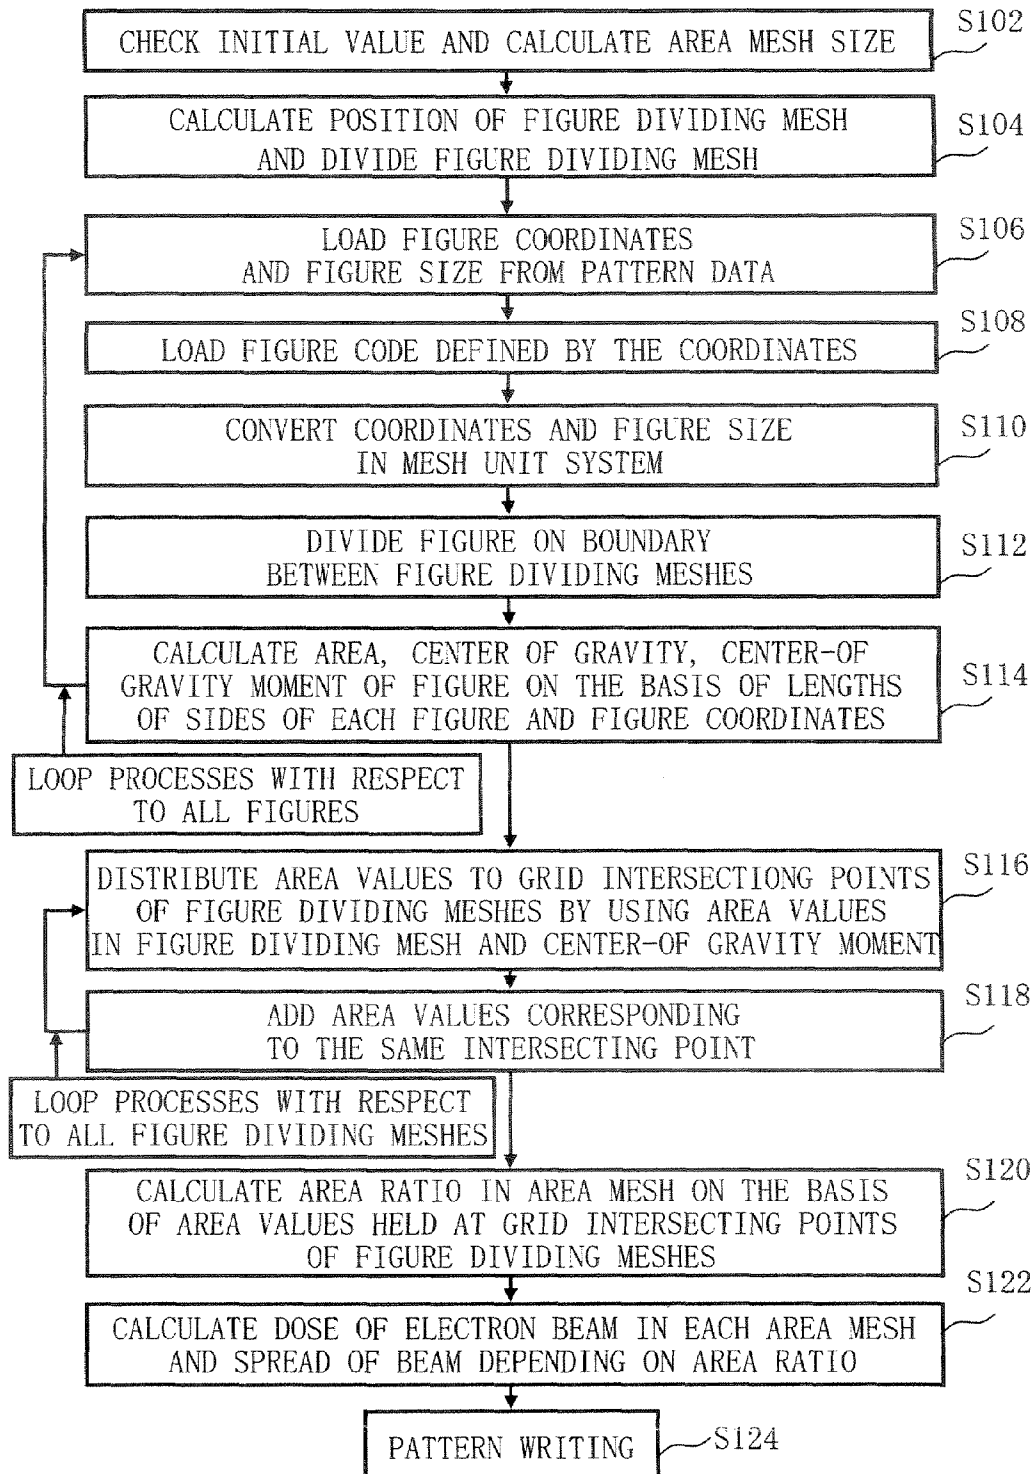 S102
CHECK INITIAL VALUE AND CALCULATE AREA MESH SIZE
S104
CALCULATE POSITION OF FIGURE DIVIDING MESH
AND DIVIDE FIGURE DIVIDING MESH
S106
LOAD FIGURE COORDINATES
AND FIGURE SIZE FROM PATTERN DATA
S108
LOAD FIGURE CODE DEFINED BY THE COORDINATES
S110
CONVERT COORDINATES AND FIGURE SIZE
IN MESH UNIT SYSTEM
S112
DIVIDE FIGURE ON BOUNDARY
BETWEEN FIGURE DIVIDING MESHES
S114
CALCULATE AREA, CENTER OF GRAVITY, CENTER-OF
GRAVITY MOMENT OF FIGURE ON THE BASIS OF LENGTHS
OF SIDES OF EACH FIGURE AND FIGURE COORDINATES
LOOP PROCESSES WITH RESPECT
TO ALL FIGURES
S116
DISTRIBUTE AREA VALUES TO GRID INTERSECTIONG POINTS
OF FIGURE DIVIDING MESHES BY USING AREA VALUES
IN FIGURE DIVIDING MESH AND CENTER-OF GRAVITY MOMENT
S118
ADD AREA VALUES CORRESPONDING
TO THE SAME INTERSECTING POINT
LOOP PROCESSES WITH RESPECT
TO ALL FIGURE DIVIDING MESHES
S120
CALCULATE AREA RATIO IN AREA MESH ON THE BASIS
OF AREA VALUES HELD AT GRID INTERSECTING POINTS
OF FIGURE DIVIDING MESHES
S122
CALCULATE DOSE OF ELECTRON BEAM IN EACH AREA MESH
AND SPREAD OF BEAM DEPENDING ON AREA RATIO
PATTERN WRITING
S124